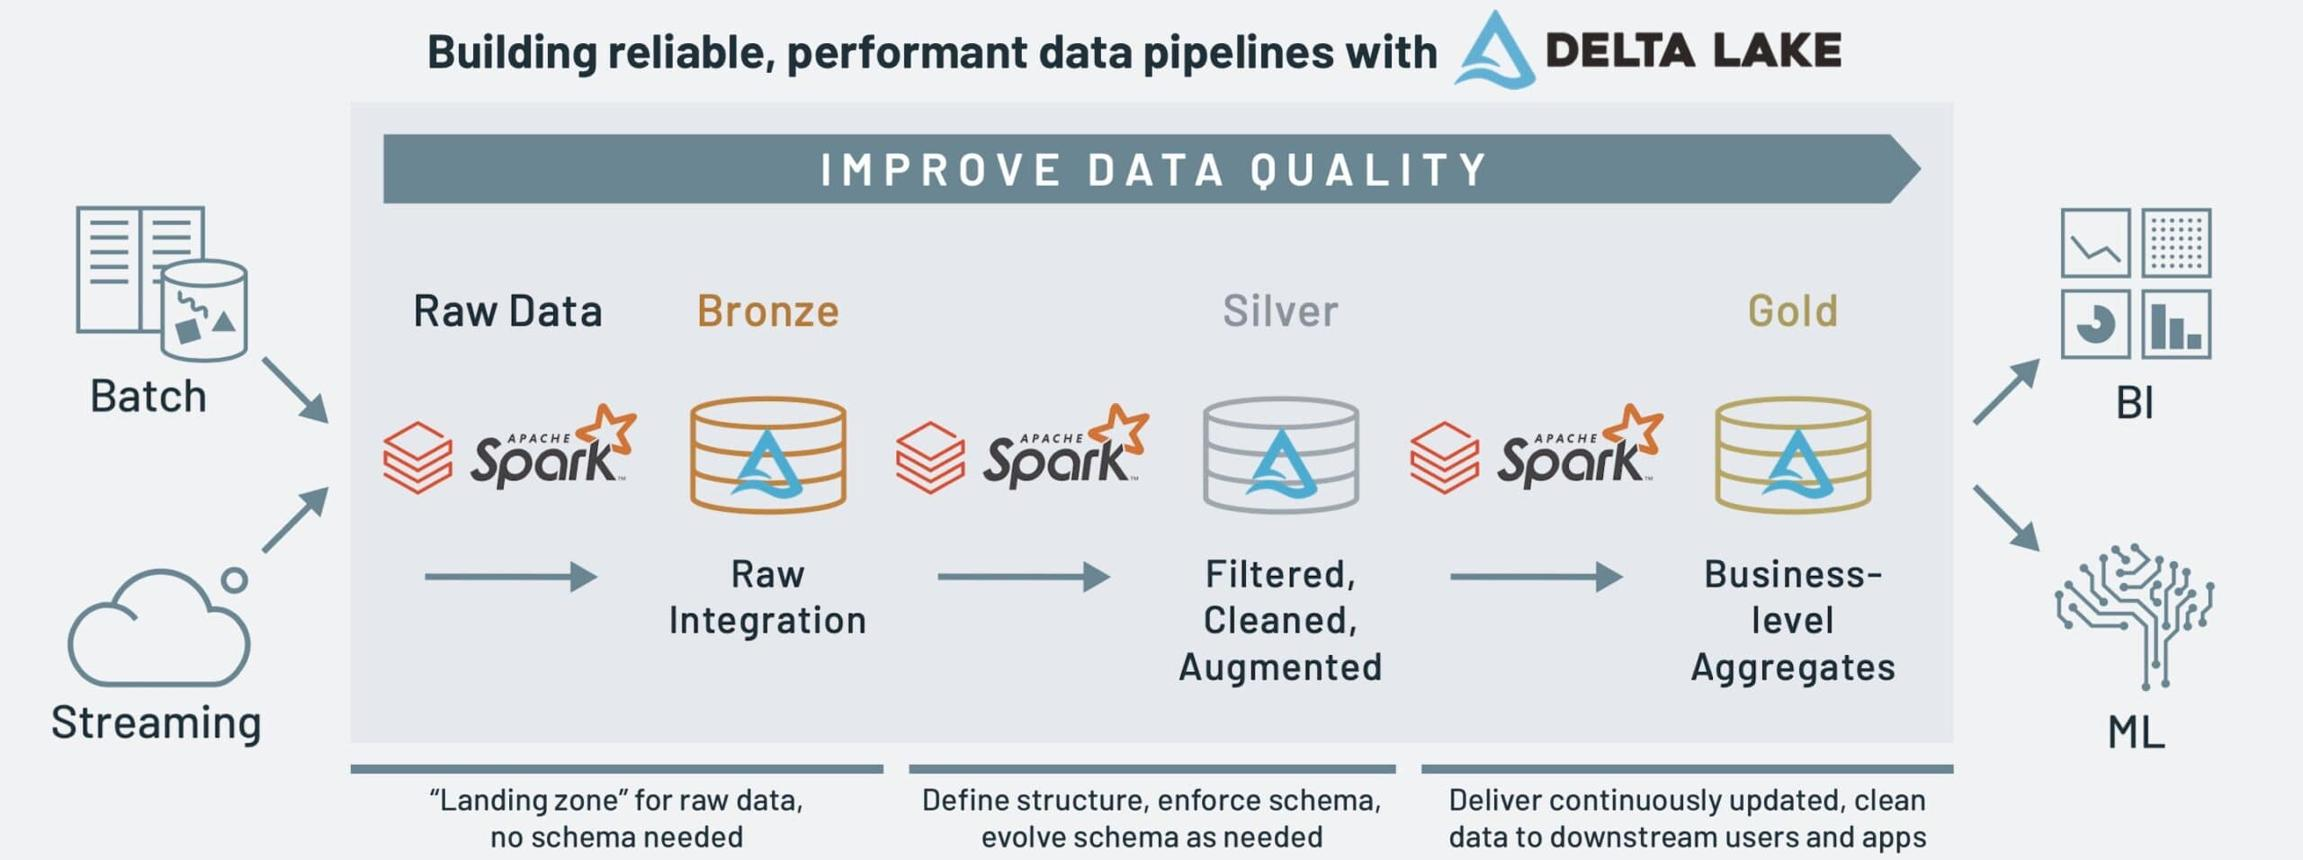 Building reliable, performant data pipelines with DELTA LAKE
IMPROVE DATA QUALITY
Batch
Streaming
Raw Data
Bronze
Silver
Gold
APACHE
Spark™
APACHE
Spark™
APACHE
Spark™
Raw
Integration
Filtered,
Cleaned,
Augmented
Business-
level
Aggregates
BI
ML
“Landing zone” for raw data,
no schema needed
Define structure, enforce schema,
evolve schema as needed
Deliver continuously updated, clean
data to downstream users and apps